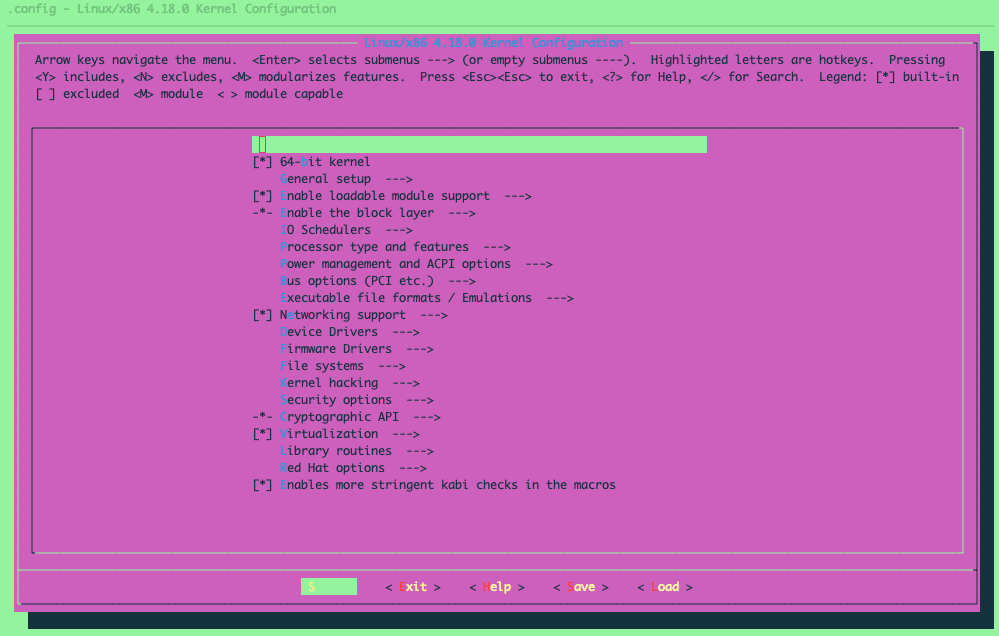 .config - Linux/x86 4.18.0 Kernel Configuration
Linux/x86 4.18.0 Kernel Configuration
Arrow keys navigate the menu.  <Enter> selects submenus ---> (or empty submenus ----).  Highlighted letters are hotkeys.  Pressing
<Y> includes, <N> excludes, <M> modularizes features.  Press <Esc><Esc> to exit, <?> for Help, </> for Search.  Legend: [*] built-in
[ ] excluded  <M> module  < > module capable
[*] 64-bit kernel
General setup  --->
[*] Enable loadable module support  --->
-*- Enable the block layer  --->
IO Schedulers  --->
Processor type and features  --->
Power management and ACPI options  --->
Bus options (PCI etc.)  --->
Executable file formats / Emulations  --->
[*] Networking support  --->
Device Drivers  --->
Firmware Drivers  --->
File systems  --->
Kernel hacking  --->
Security options  --->
-*- Cryptographic API  --->
[*] Virtualization  --->
Library routines  --->
Red Hat options  --->
[*] Enables more stringent kabi checks in the macros
S < Exit > < Help > < Save > < Load >